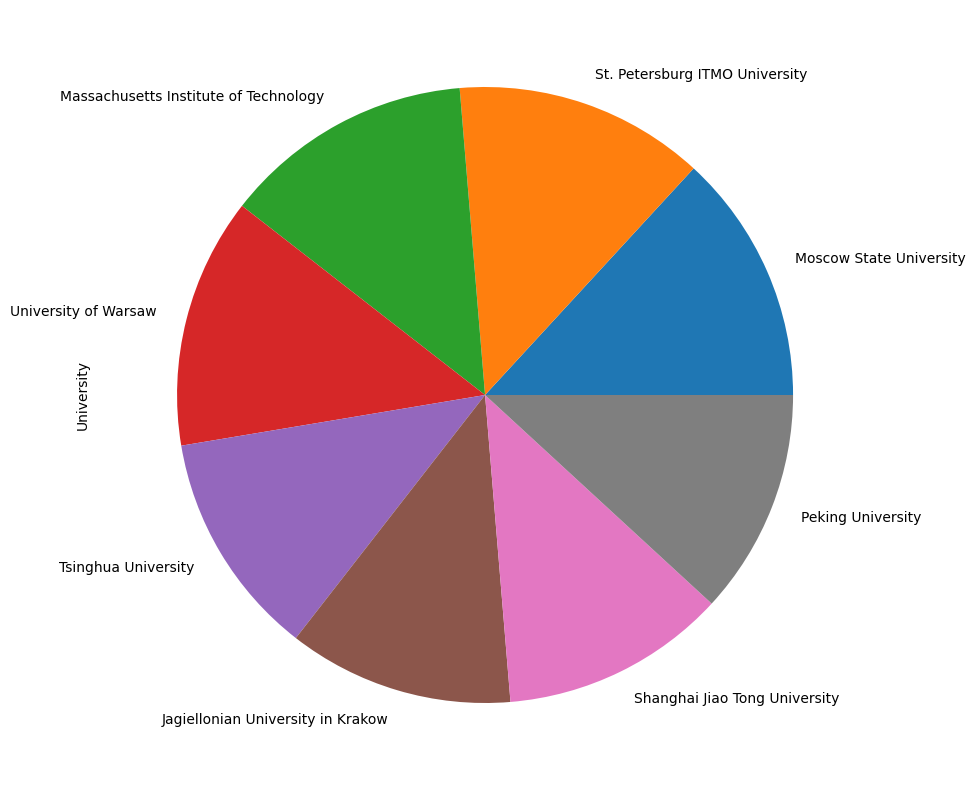 St. Petersburg ITMO University
Massachusetts Institute of Technology
Moscow State University
University of Warsaw
University
Peking University
Tsinghua University
Shanghai Jiao Tong University
Jagiellonian University in Krakow